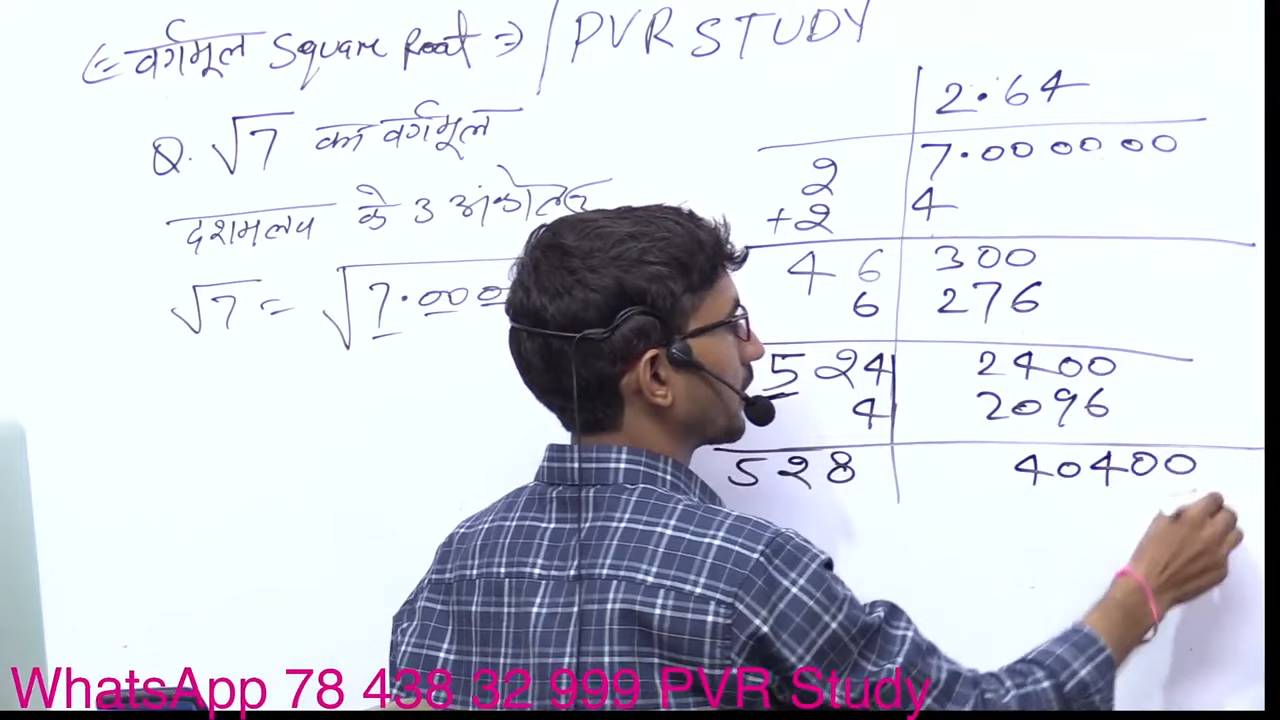 (= वर्गमूल Square Root => / PVR STUDY
Q. √7 का वर्गमूल
दशमलव के 3 अंको तक
√7 = √7.000
2.64
2 7.00 00 00
+2 4
46 300
6 276
524 2400
4 2096
528 40400
WhatsApp 78 438 32 999 PVR Study